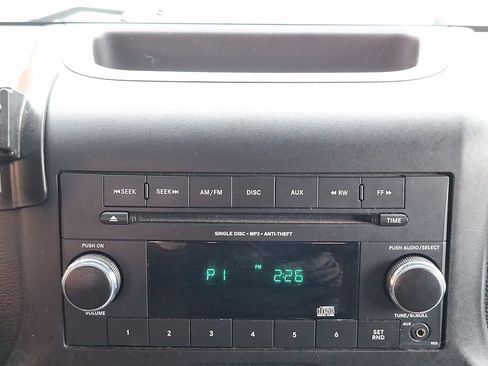 ⏮SEEK SEEK⏭ AM/FM DISC AUX ◀◀ RW FF ▶▶
TIME
SINGLE DISC • MP3 • ANTI-THEFT
PUSH ON
PUSH AUDIO/SELECT
P1 FM 2:26
VOLUME
TUNE/SCROLL
1 2 3 4 5 6 SET
RND
AUX